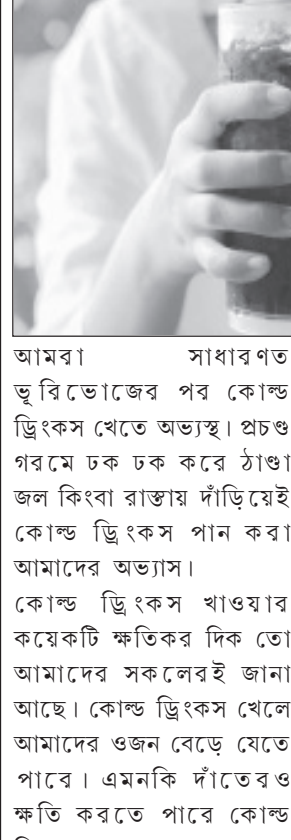 আমরা সাধারণত
ভূরিভোজের পর কোল্ড
ড্রিংকস খেতে অভ্যস্থ। প্রচণ্ড
গরমে ঢক ঢক করে ঠাণ্ডা
জল কিংবা রাস্তায় দাঁড়িয়েই
কোল্ড ড্রিংকস পান করা
আমাদের অভ্যাস।
কোল্ড ড্রিংকস খাওয়ার
কয়েকটি ক্ষতিকর দিক তো
আমাদের সকলেরই জানা
আছে। কোল্ড ড্রিংকস খেলে
আমাদের ওজন বেড়ে যেতে
পারে। এমনকি দাঁতেরও
ক্ষতি করতে পারে কোল্ড